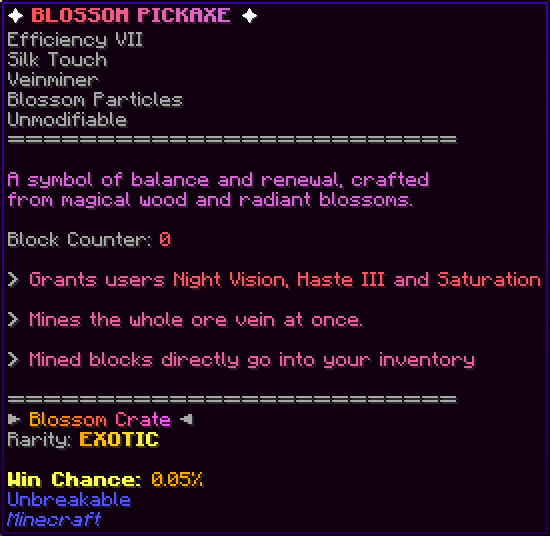 ✦ BLOSSOM PICKAXE ✦
Efficiency VII
Silk Touch
Veinminer
Blossom Particles
Unmodifiable
=========================
A symbol of balance and renewal, crafted
from magical wood and radiant blossoms.
Block Counter: 0
> Grants users Night Vision, Haste III and Saturation
> Mines the whole ore vein at once.
> Mined blocks directly go into your inventory
=========================
► Blossom Crate ◄
Rarity: EXOTIC
Win Chance: 0.05%
Unbreakable
Minecraft